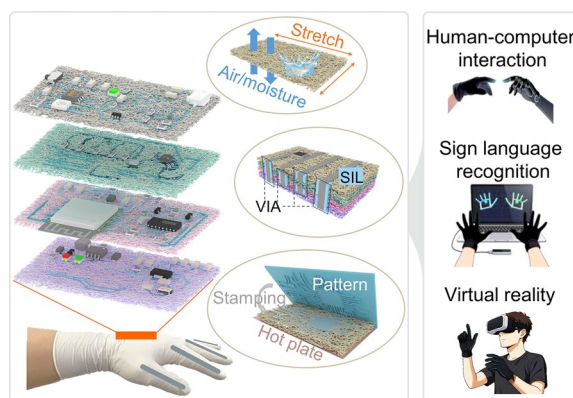 Stretch
Air/moisture
SIL
VIA
Stamping
Pattern
Hot plate
Human-computer
interaction
Sign language
recognition
Virtual reality